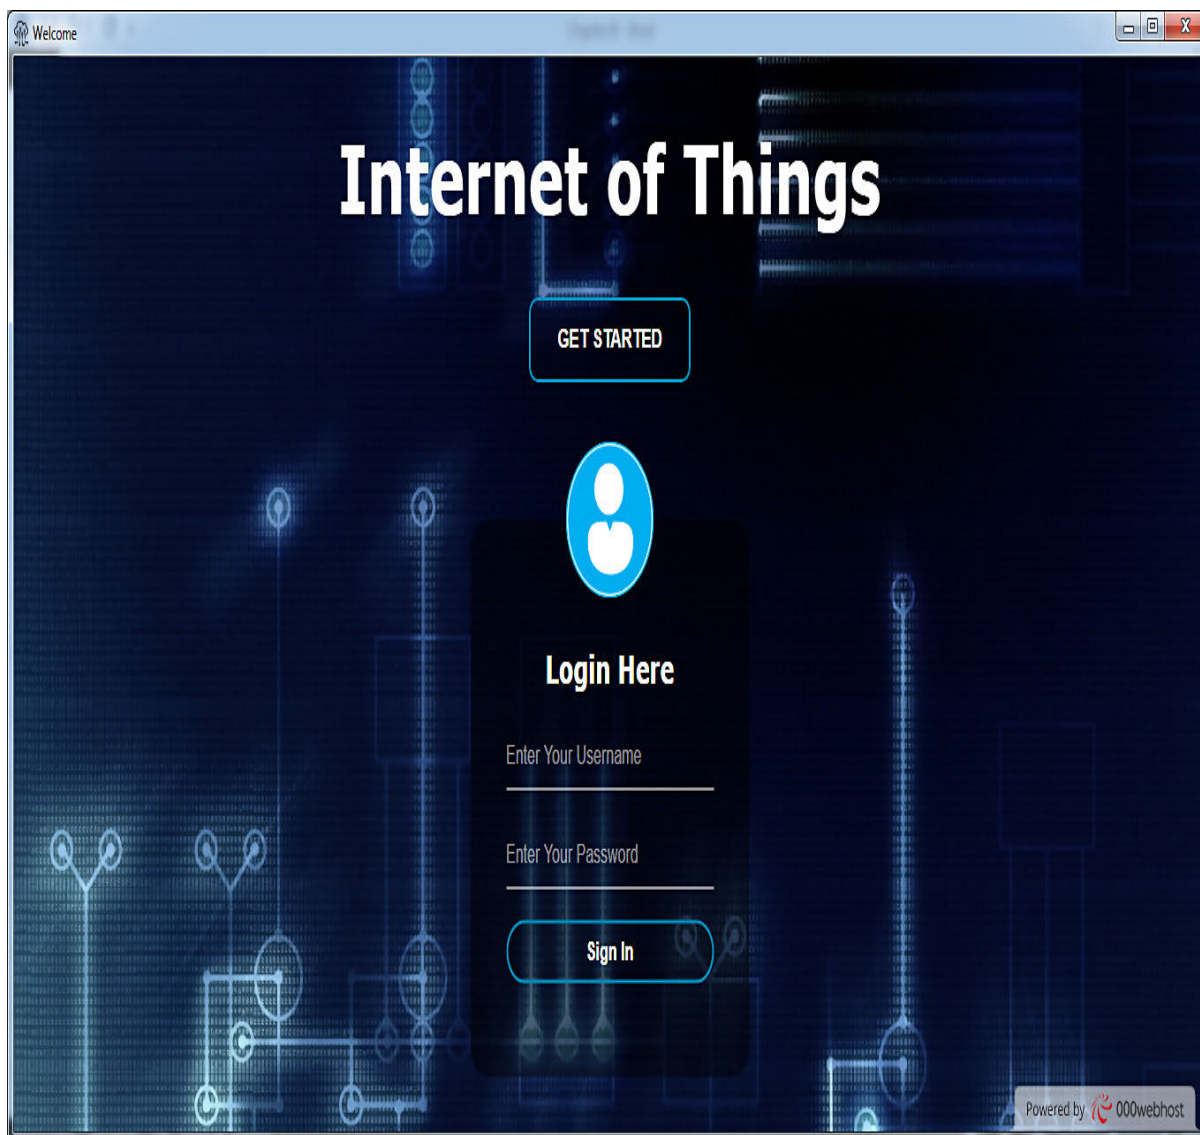 Welcome
Internet of Things
GET STARTED
Login Here
Enter Your Username
Enter Your Password
Sign In
Powered by 000webhost